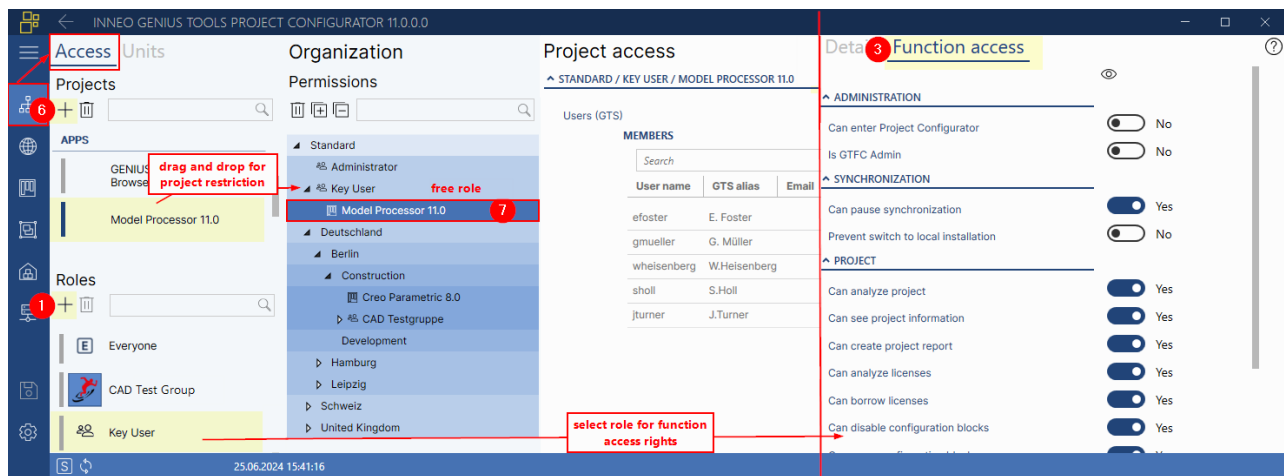 INNEO GENIUS TOOLS PROJECT CONFIGURATOR 11.0.0.0
Access Units
Projects
6
APPS
GENIUS
Browse
drag and drop for
project restriction
Model Processor 11.0
Roles
1
E Everyone
CAD Test Group
Key User
Organization
Permissions
Standard
Administrator
Key User free role
Model Processor 11.0 7
Deutschland
Berlin
Construction
Creo Parametric 8.0
CAD Testgruppe
Development
Hamburg
Leipzig
Schweiz
United Kingdom
Project access
STANDARD / KEY USER / MODEL PROCESSOR 11.0
Users (GTS)
MEMBERS
Search
User name GTS alias Email
efoster E. Foster
gmueller G. Müller
wheisenberg W.Heisenberg
sholl S.Holl
jturner J.Turner
select role for function
access rights
Detai 3 Function access
?
ADMINISTRATION
Can enter Project Configurator No
Is GTFC Admin No
SYNCHRONIZATION
Can pause synchronization Yes
Prevent switch to local installation No
PROJECT
Can analyze project Yes
Can see project information Yes
Can create project report Yes
Can analyze licenses Yes
Can borrow licenses Yes
Can disable configuration blocks Yes
S 25.06.2024 15:41:16